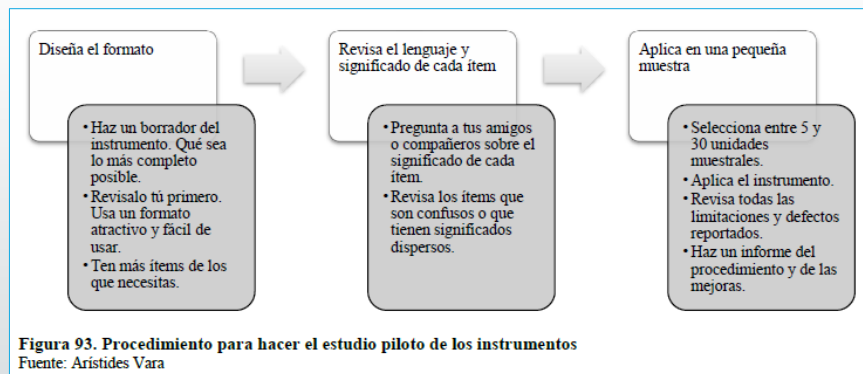 Diseña el formato
• Haz un borrador del
instrumento. Qué sea
lo más completo
posible.
• Revisalo tú primero.
Usa un formato
atractivo y fácil de
usar.
• Ten más ítems de los
que necesitas.
Revisa el lenguaje y
significado de cada ítem
• Pregunta a tus amigos
o compañeros sobre el
significado de cada
ítem.
• Revisa los ítems que
son confusos o que
tienen significados
dispersos.
Aplica en una pequeña
muestra
• Selecciona entre 5 y
30 unidades
muestrales.
• Aplica el instrumento.
• Revisa todas las
limitaciones y defectos
reportados.
• Haz un informe del
procedimiento y de las
mejoras.
Figura 93. Procedimiento para hacer el estudio piloto de los instrumentos
Fuente: Arístides Vara